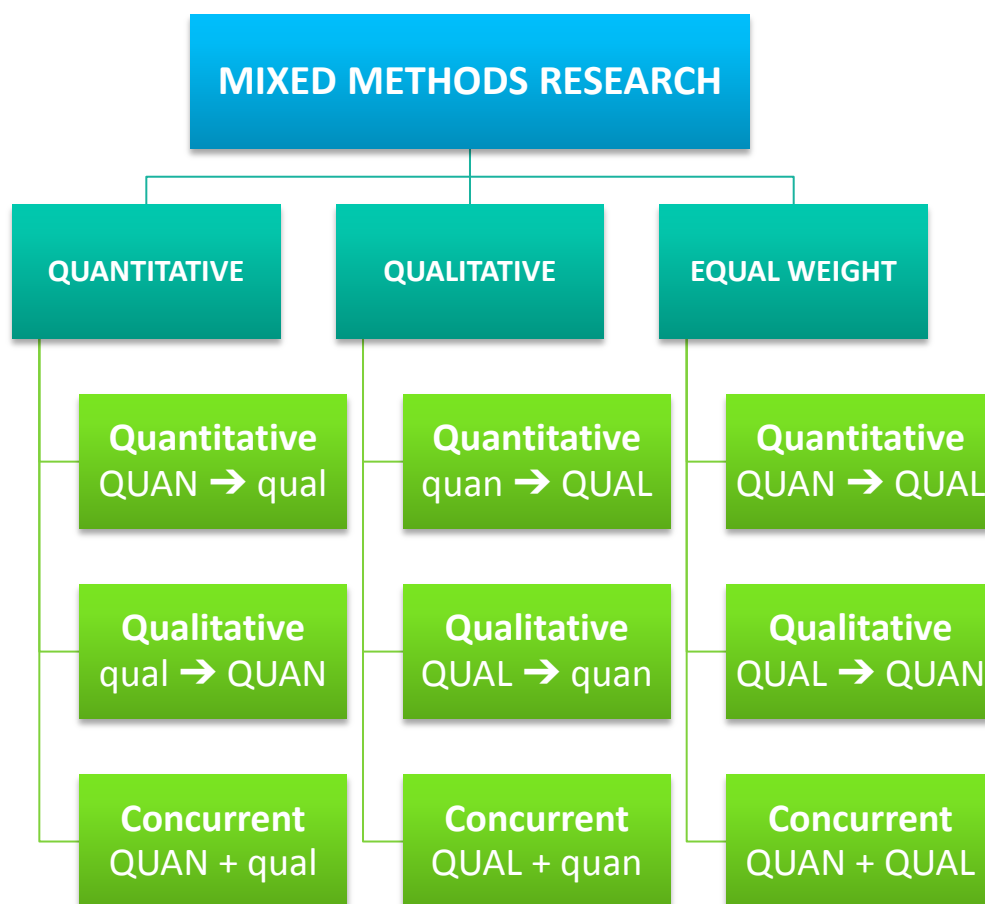 MIXED METHODS RESEARCH
QUANTITATIVE
QUALITATIVE
EQUAL WEIGHT
Quantitative
QUAN ➔ qual
Quantitative
quan ➔ QUAL
Quantitative
QUAN ➔ QUAL
Qualitative
qual ➔ QUAN
Qualitative
QUAL ➔ quan
Qualitative
QUAL ➔ QUAN
Concurrent
QUAN + qual
Concurrent
QUAL + quan
Concurrent
QUAN + QUAL